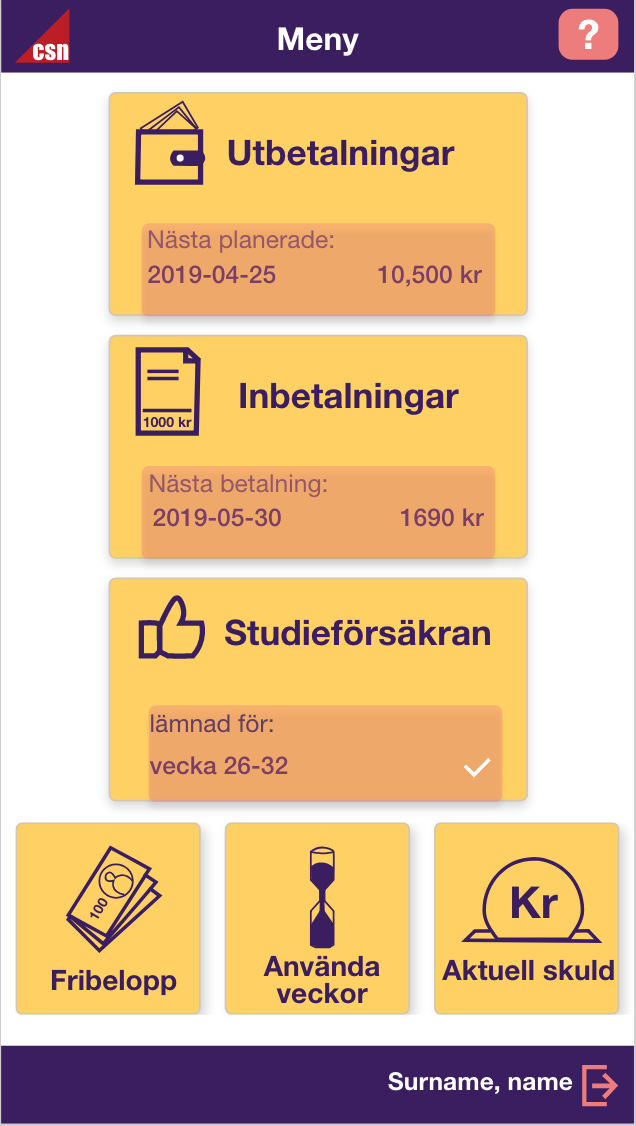 csn
Meny
?
Utbetalningar
Nästa planerade:
2019-04-25 10,500 kr
1000 kr
Inbetalningar
Nästa betalning:
2019-05-30 1690 kr
Studieförsäkran
lämnad för:
vecka 26-32
100
Fribelopp
Använda
veckor
Kr
Aktuell skuld
Surname, name